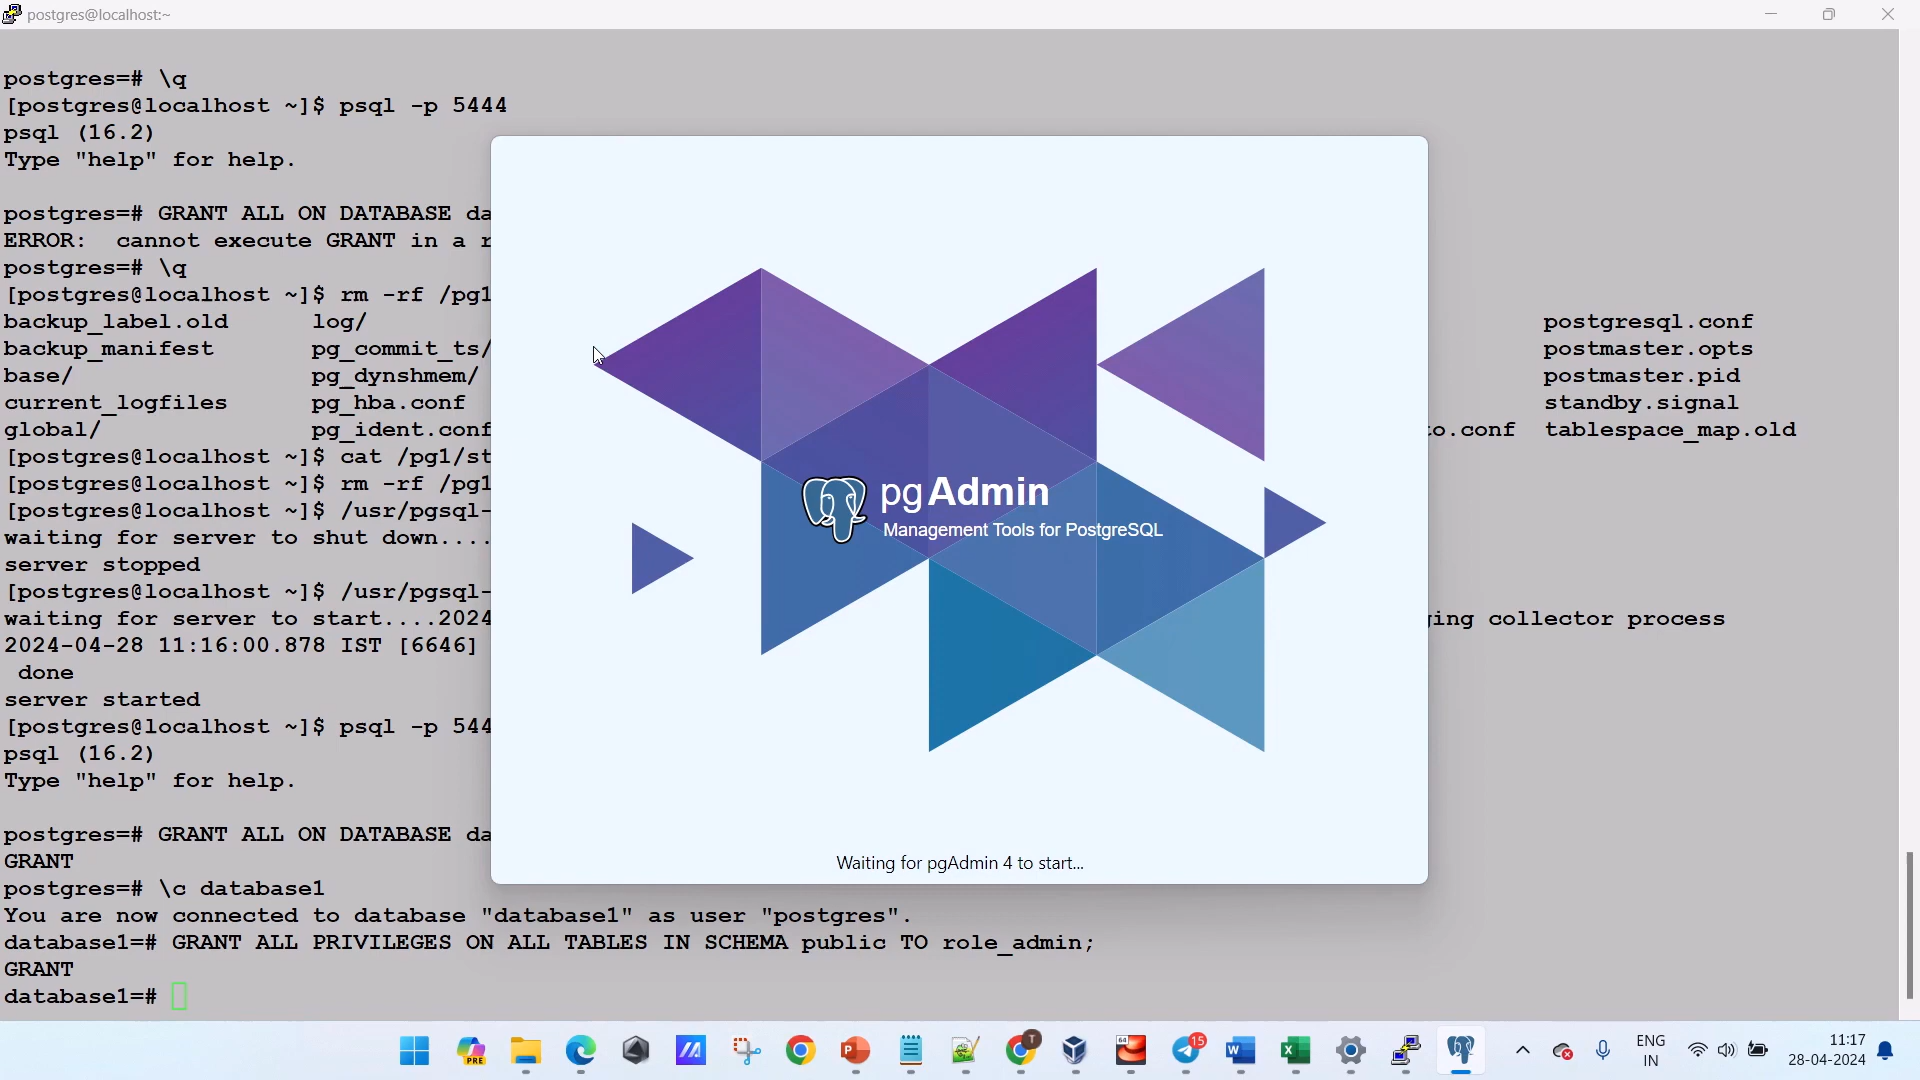 postgres@localhost:~
postgres=# \q
[postgres@localhost ~]$ psql -p 5444
psql (16.2)
Type "help" for help.
postgres=# GRANT ALL ON DATABASE da
ERROR:  cannot execute GRANT in a r
postgres=# \q
[postgres@localhost ~]$ rm -rf /pg1
backup_label.old log/ postgresql.conf
backup_manifest pg_commit_ts/ postmaster.opts
base/ pg_dynshmem/ postmaster.pid
current_logfiles pg_hba.conf standby.signal
global/ pg_ident.conf to.conf tablespace_map.old
[postgres@localhost ~]$ cat /pg1/st
[postgres@localhost ~]$ rm -rf /pg1
[postgres@localhost ~]$ /usr/pgsql-
waiting for server to shut down....
server stopped
[postgres@localhost ~]$ /usr/pgsql-
waiting for server to start....2024 ging collector process
2024-04-28 11:16:00.878 IST [6646]
done
server started
[postgres@localhost ~]$ psql -p 544
psql (16.2)
Type "help" for help.
postgres=# GRANT ALL ON DATABASE da
GRANT
postgres=# \c database1
You are now connected to database "database1" as user "postgres".
database1=# GRANT ALL PRIVILEGES ON ALL TABLES IN SCHEMA public TO role_admin;
GRANT
database1=#
pgAdmin
Management Tools for PostgreSQL
Waiting for pgAdmin 4 to start...
PRE
64
T
15
ENG
IN
11:17
28-04-2024